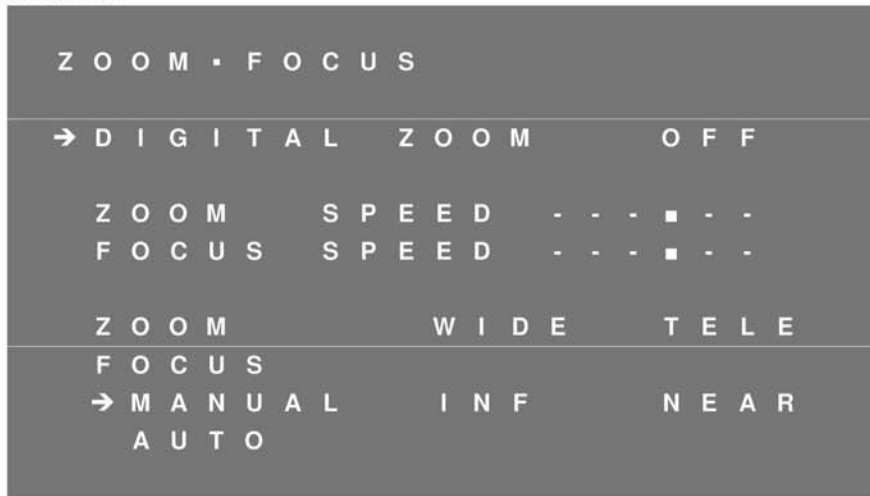 ZOOM▪FOCUS
→DIGITAL ZOOM OFF
ZOOM SPEED ---■--
FOCUS SPEED ---■--
ZOOM WIDE TELE
FOCUS
→MANUAL INF NEAR
AUTO